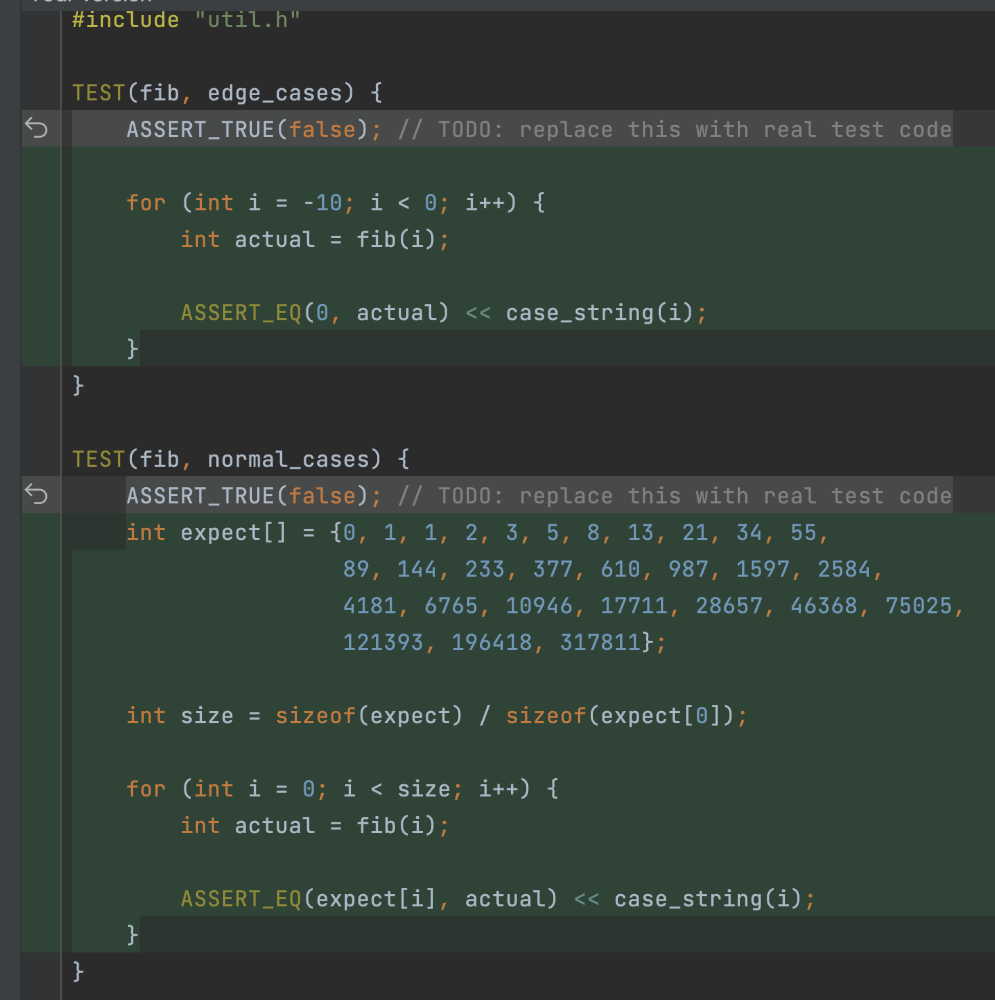 #include "util.h"
TEST(fib, edge_cases) {
ASSERT_TRUE(false); // TODO: replace this with real test code
for (int i = -10; i < 0; i++) {
int actual = fib(i);
ASSERT_EQ(0, actual) << case_string(i);
}
}
TEST(fib, normal_cases) {
ASSERT_TRUE(false); // TODO: replace this with real test code
int expect[] = {0, 1, 1, 2, 3, 5, 8, 13, 21, 34, 55,
89, 144, 233, 377, 610, 987, 1597, 2584,
4181, 6765, 10946, 17711, 28657, 46368, 75025,
121393, 196418, 317811};
int size = sizeof(expect) / sizeof(expect[0]);
for (int i = 0; i < size; i++) {
int actual = fib(i);
ASSERT_EQ(expect[i], actual) << case_string(i);
}
}